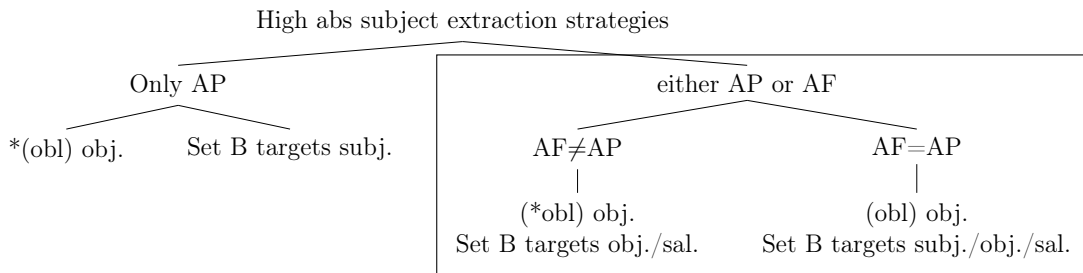 High abs subject extraction strategies
Only AP
either AP or AF
*(obl) obj.
Set B targets subj.
AF≠AP
AF=AP
(*obl) obj.
Set B targets obj./sal.
(obl) obj.
Set B targets subj./obj./sal.